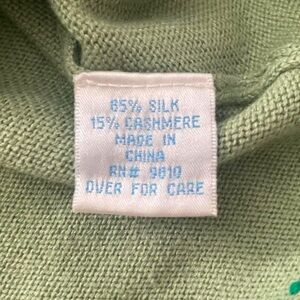 85% SILK
15% CASHMERE
MADE IN
CHINA
RN# 9810
OVER FOR CARE